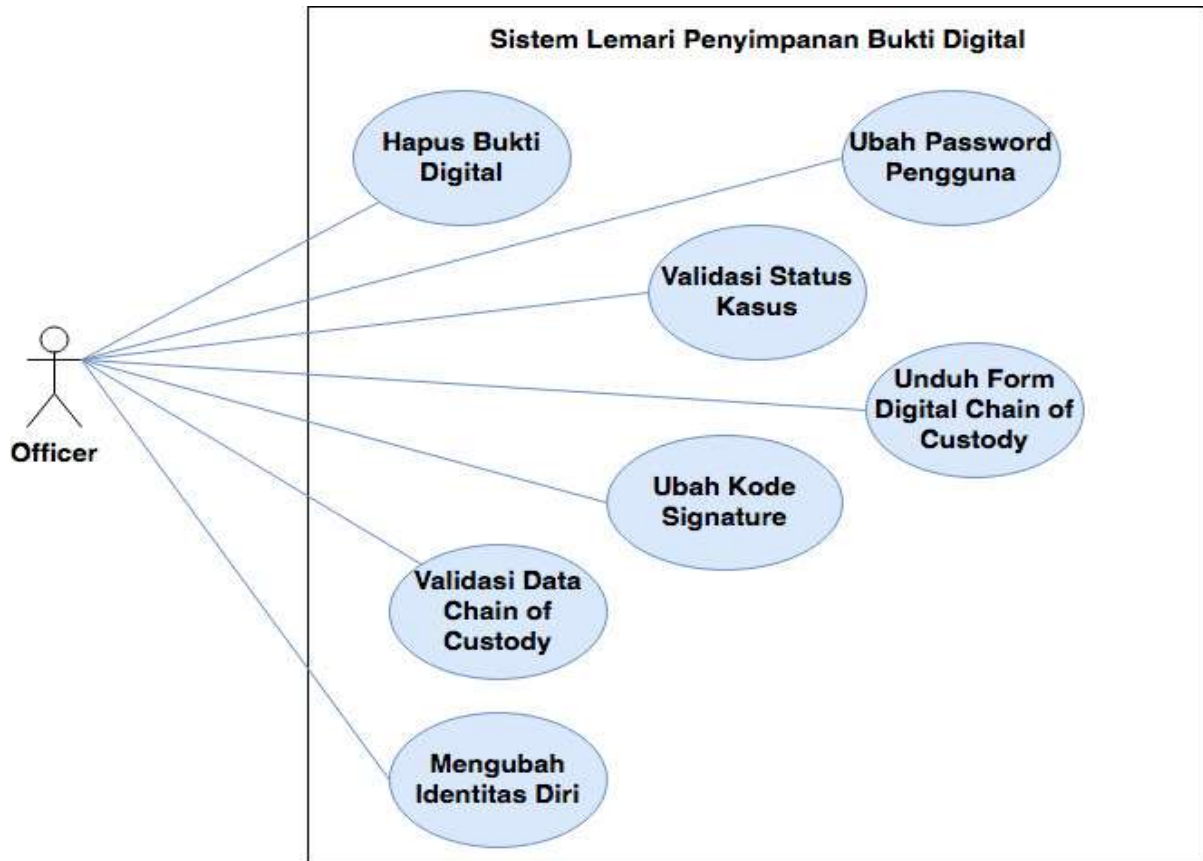 Sistem Lemari Penyimpanan Bukti Digital
Hapus Bukti
Digital
Ubah Password
Pengguna
Validasi Status
Kasus
Unduh Form
Digital Chain of
Custody
Officer
Ubah Kode
Signature
Validasi Data
Chain of
Custody
Mengubah
Identitas Diri